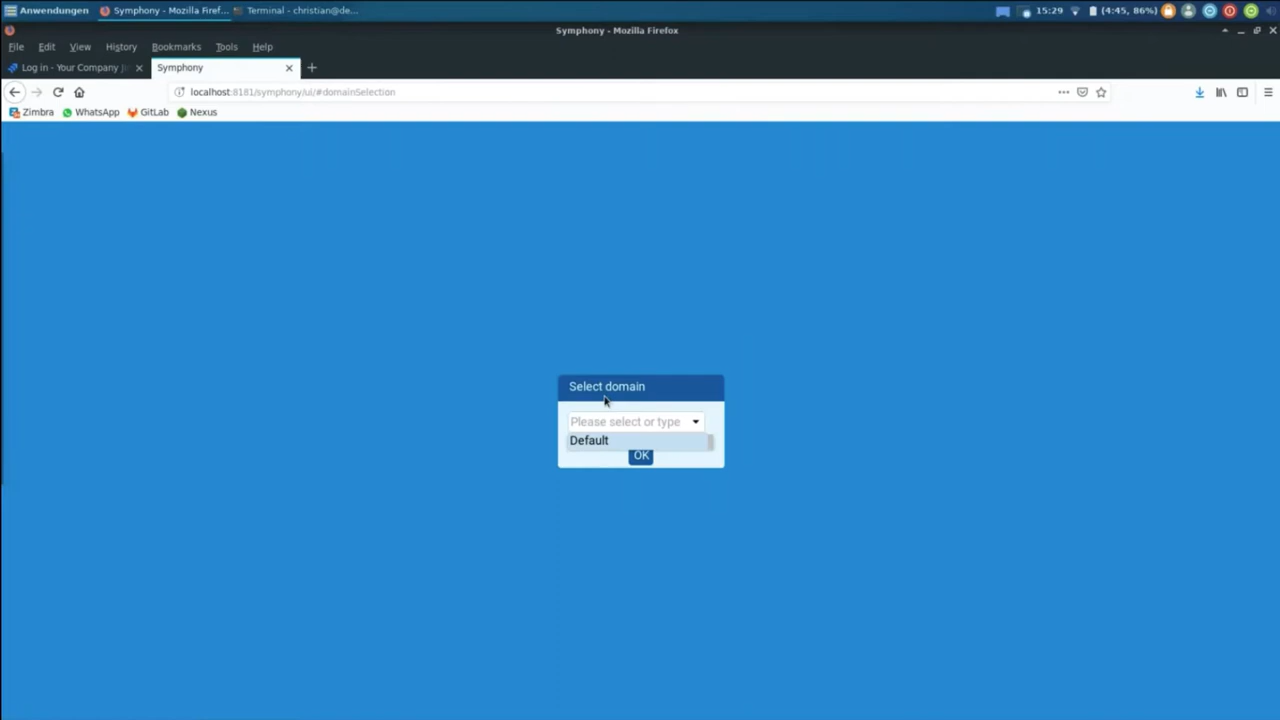 Anwendungen Symphony - Mozilla Firef... Terminal - christian@de... 15:29 (4:45, 86%)
Symphony - Mozilla Firefox
File Edit View History Bookmarks Tools Help
Log in - Your Company Symphony
localhost:8181/symphony/ui/#domainSelection
Zimbra WhatsApp GitLab Nexus
Select domain
Please select or type
Default
OK